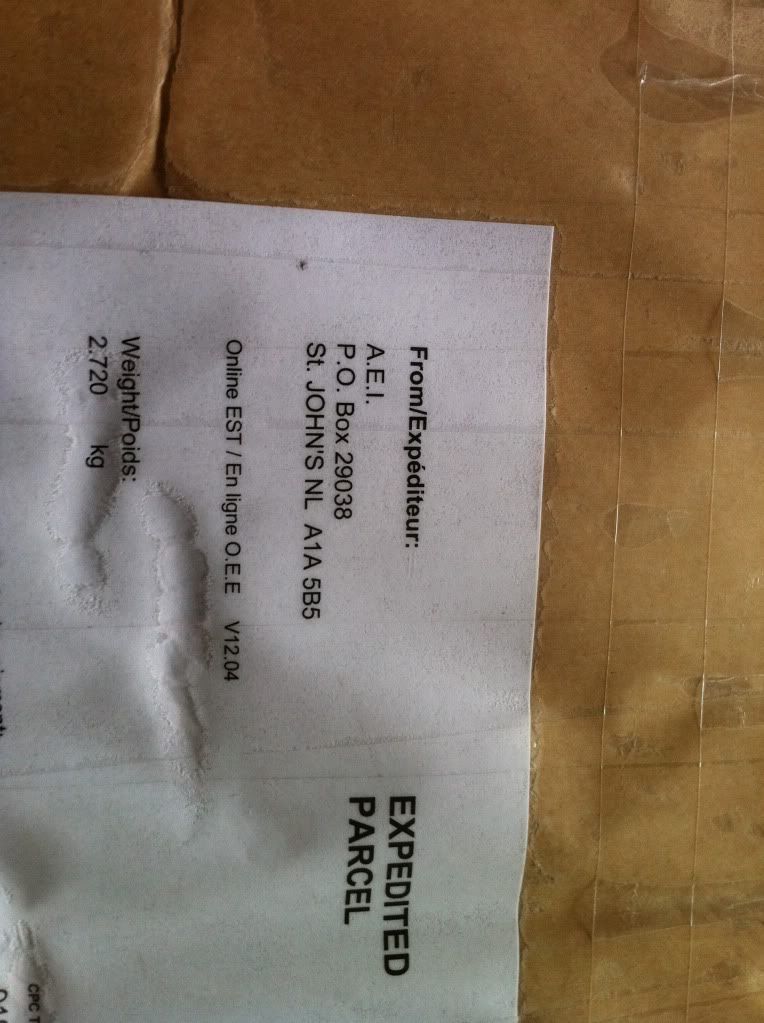 From/Expéditeur:
A.E.I.
P.O. Box 29038
St. JOHN'S NL A1A 5B5
Online EST / En ligne O.E.E V12.04
Weight/Poids:
2.720 kg
EXPEDITED
PARCEL
CPC